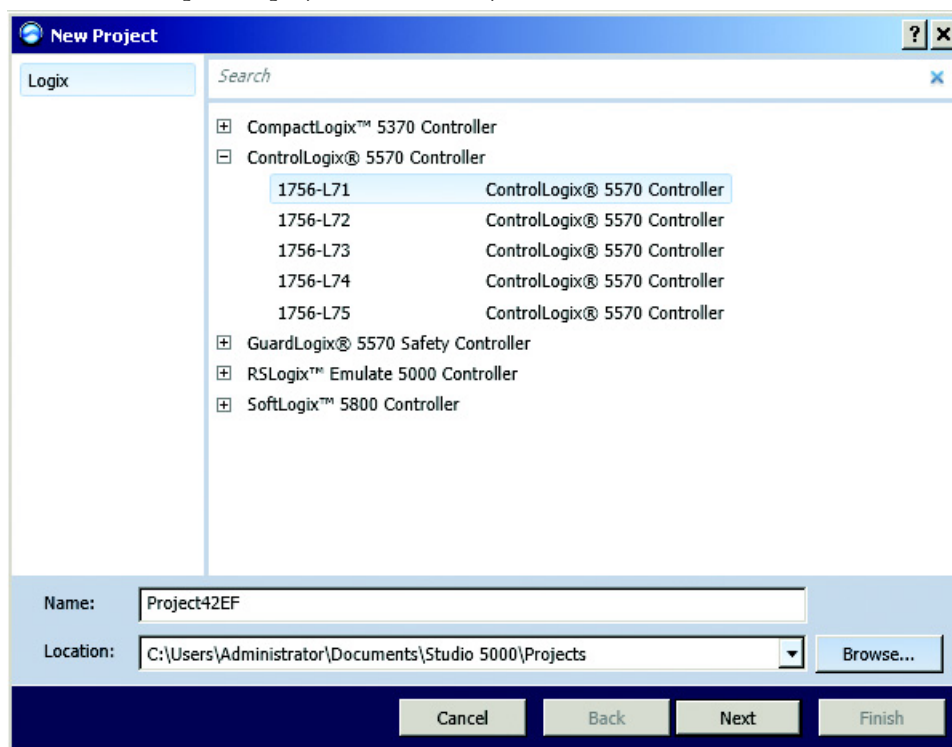 New Project
Logix
Search
CompactLogix™ 5370 Controller
ControlLogix® 5570 Controller
1756-L71 ControlLogix® 5570 Controller
1756-L72 ControlLogix® 5570 Controller
1756-L73 ControlLogix® 5570 Controller
1756-L74 ControlLogix® 5570 Controller
1756-L75 ControlLogix® 5570 Controller
GuardLogix® 5570 Safety Controller
RSLogix™ Emulate 5000 Controller
SoftLogix™ 5800 Controller
Name: Project42EF
Location: C:\Users\Administrator\Documents\Studio 5000\Projects Browse...
Cancel Back Next Finish